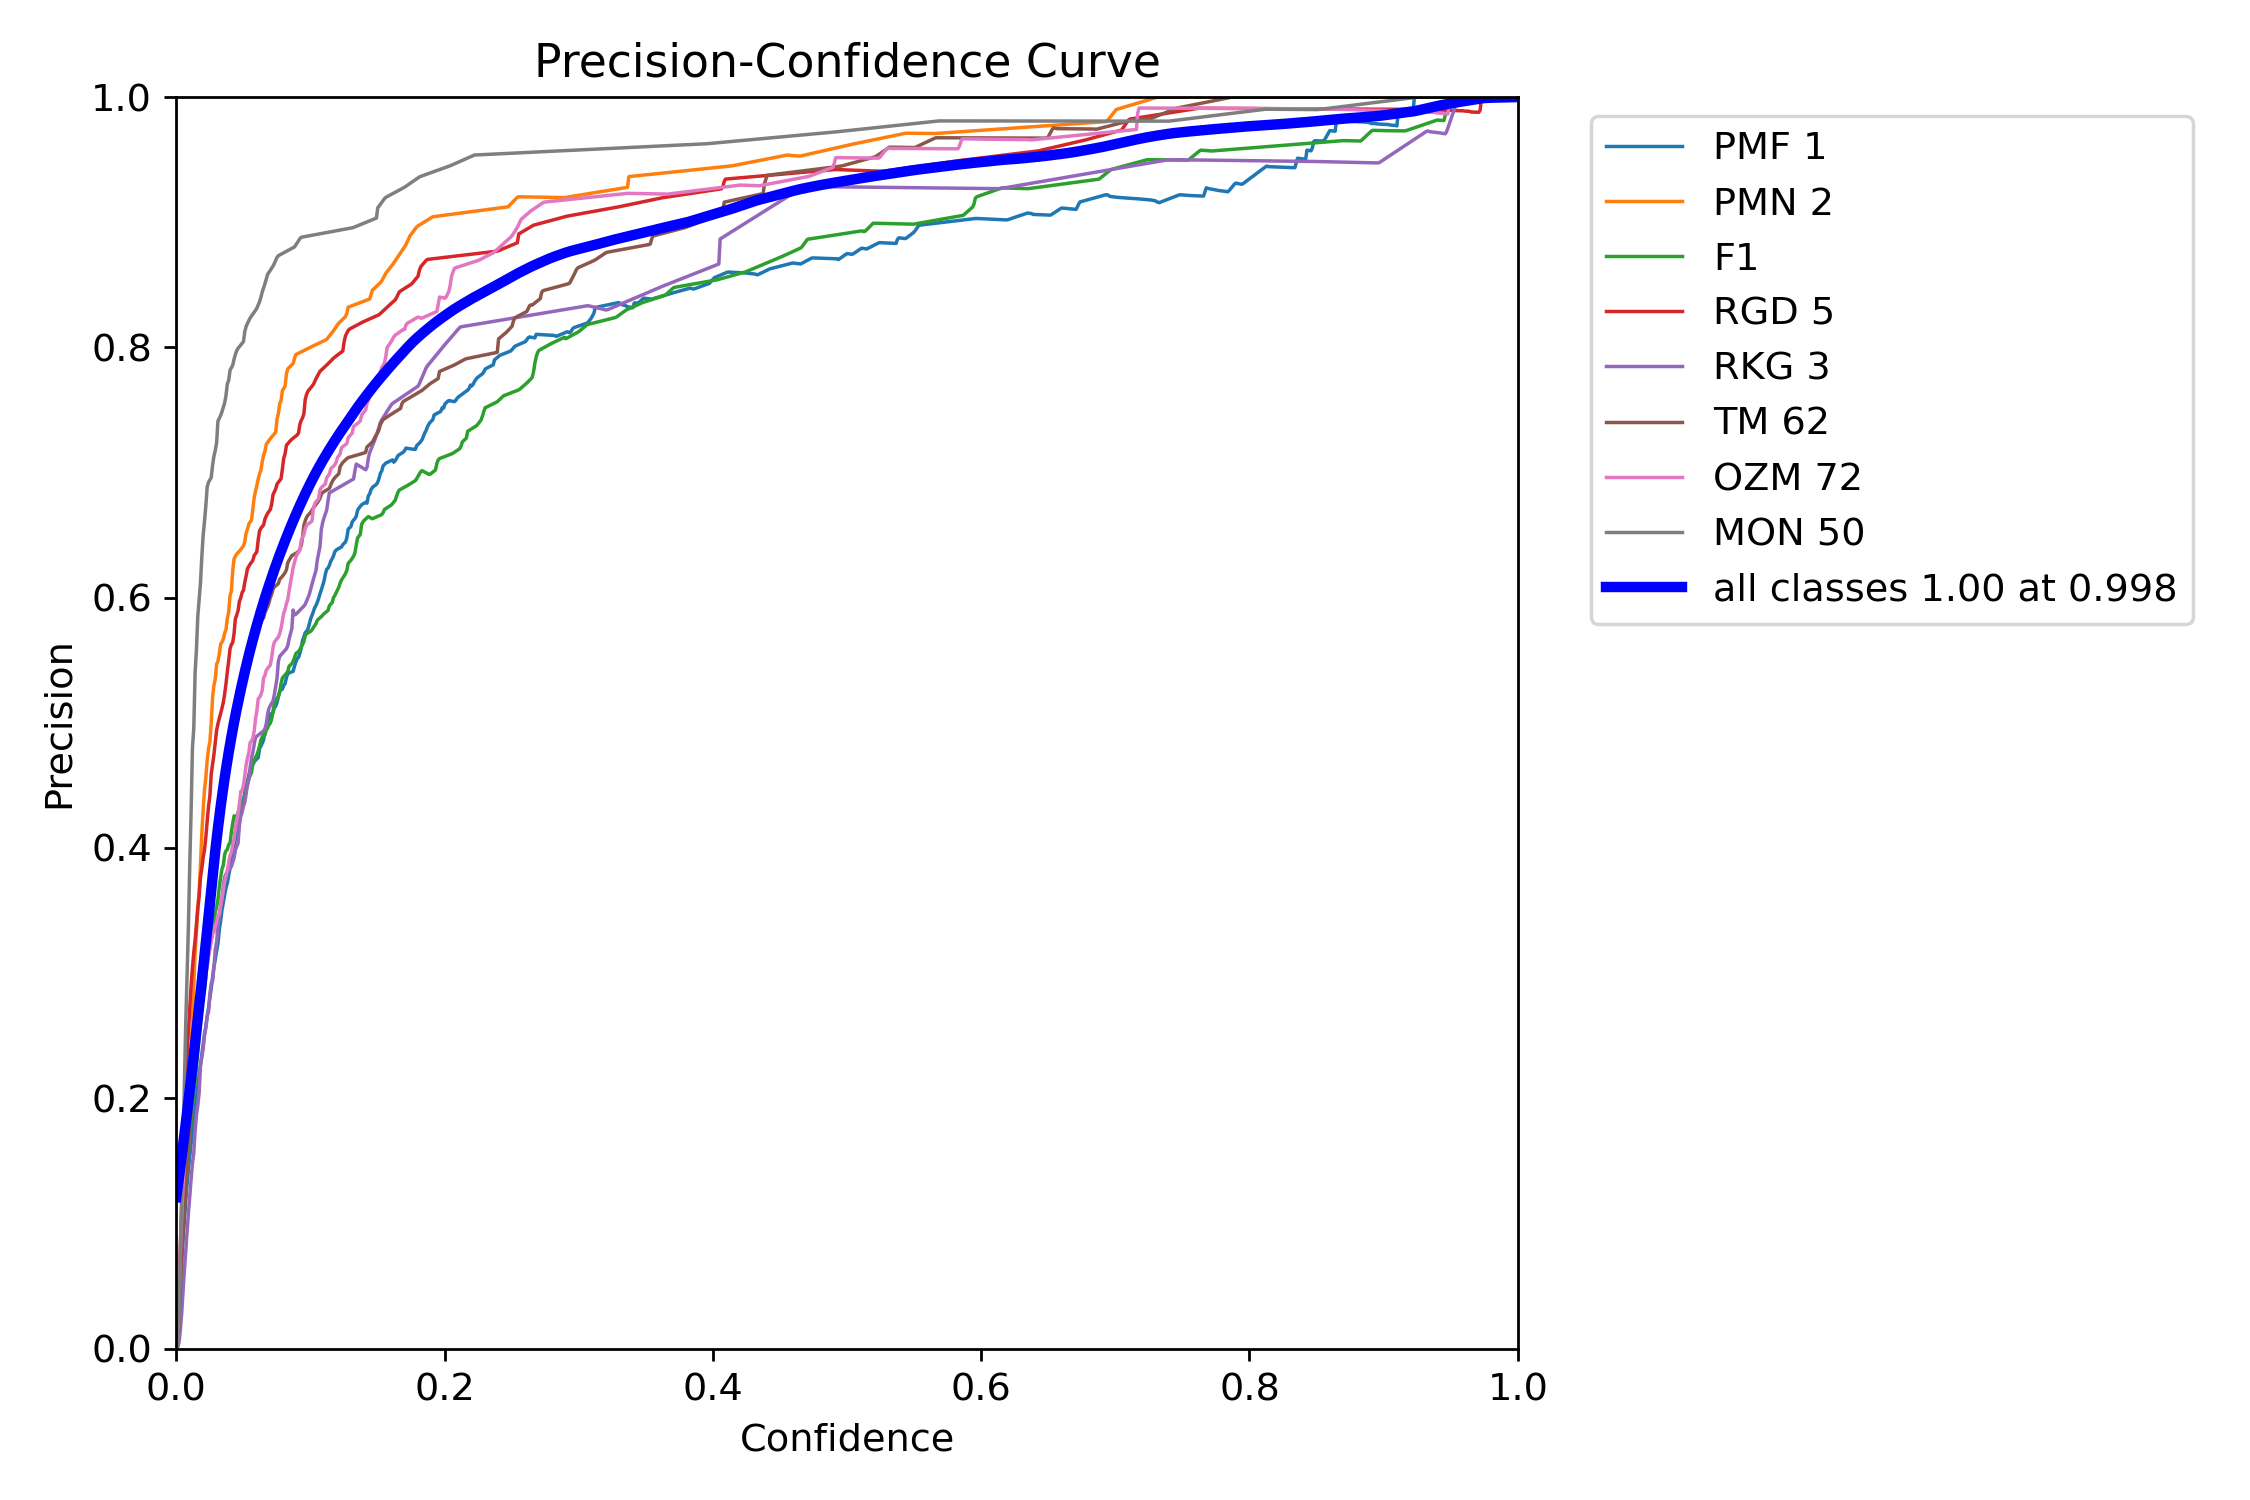 Precision-Confidence Curve
1.0
0.8
0.6
0.4
0.2
0.0
Precision
0.0 0.2 0.4 0.6 0.8 1.0
Confidence
PMF 1
PMN 2
F1
RGD 5
RKG 3
TM 62
OZM 72
MON 50
all classes 1.00 at 0.998